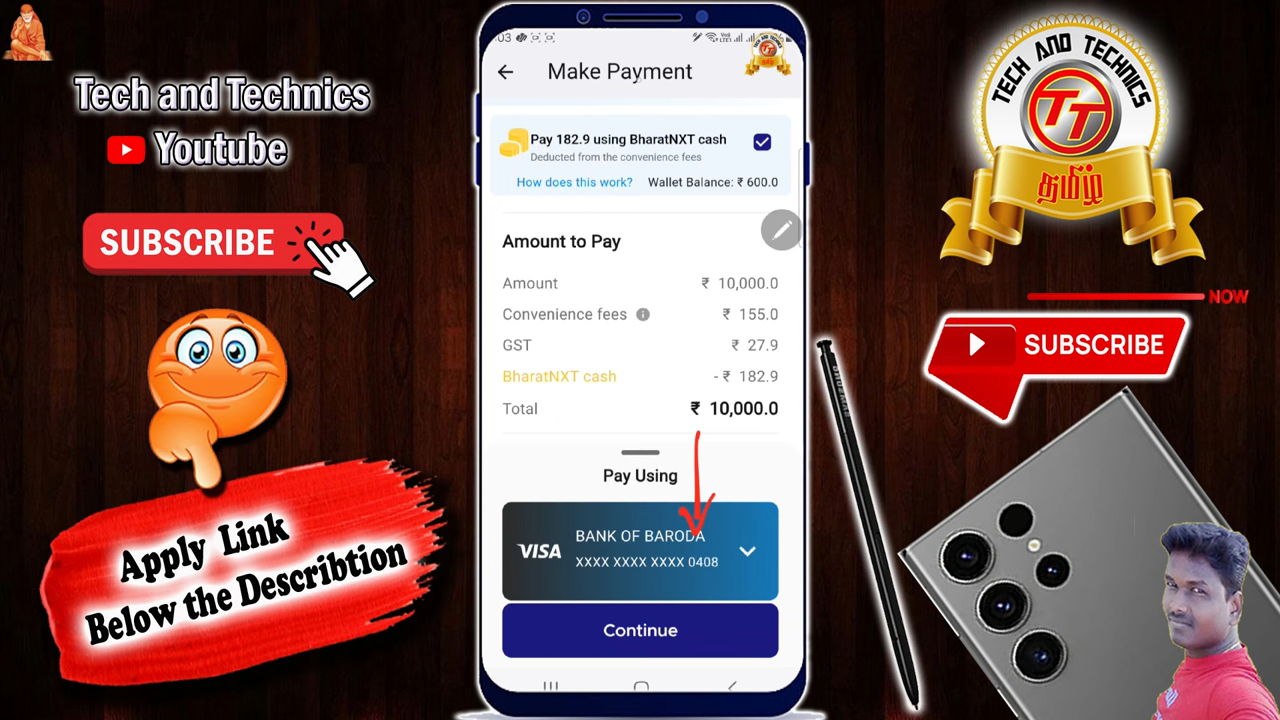 Tech and Technics
Youtube
SUBSCRIBE
Apply Link
Below the Describtion
:03
Make Payment
Pay 182.9 using BharatNXT cash
Deducted from the convenience fees
How does this work? Wallet Balance: ₹ 600.0
Amount to Pay
Amount ₹ 10,000.0
Convenience fees ₹ 155.0
GST ₹ 27.9
BharatNXT cash - ₹ 182.9
Total ₹ 10,000.0
Pay Using
VISA
BANK OF BARODA
XXXX XXXX XXXX 0408
Continue
TECH AND TECHNICS
TT
தமிழ்
NOW
SUBSCRIBE